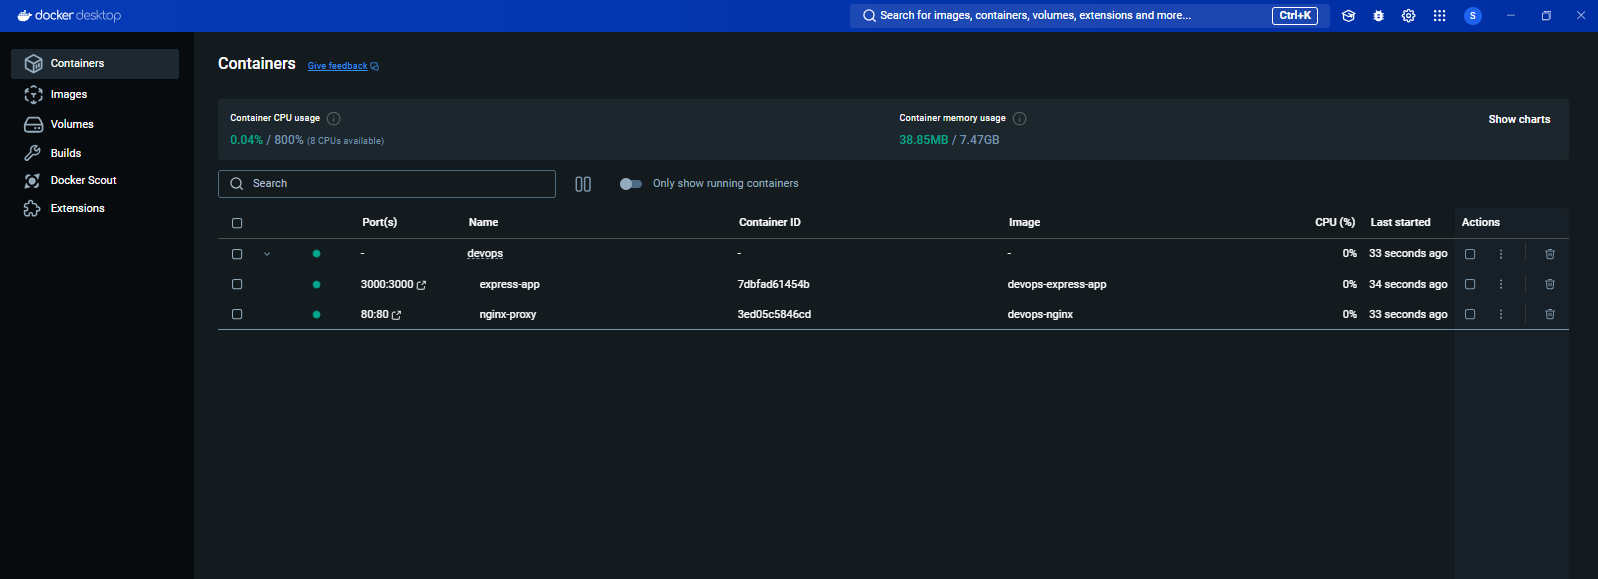 docker desktop
Search for images, containers, volumes, extensions and more... Ctrl+K S
Containers
Images
Volumes
Builds
Docker Scout
Extensions
Containers Give feedback
Container CPU usage
0.04% / 800% (8 CPUs available)
Container memory usage
38.85MB / 7.47GB
Show charts
Search
Only show running containers
Port(s) Name Container ID Image CPU (%) Last started Actions
- devops - - 0% 33 seconds ago
3000:3000 express-app 7dbfad61454b devops-express-app 0% 34 seconds ago
80:80 nginx-proxy 3ed05c5846cd devops-nginx 0% 33 seconds ago